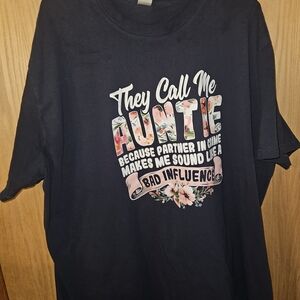 They Call Me
AUNTIE
BECAUSE PARTNER IN CRIME
MAKES ME SOUND LIKE A
BAD INFLUENCE